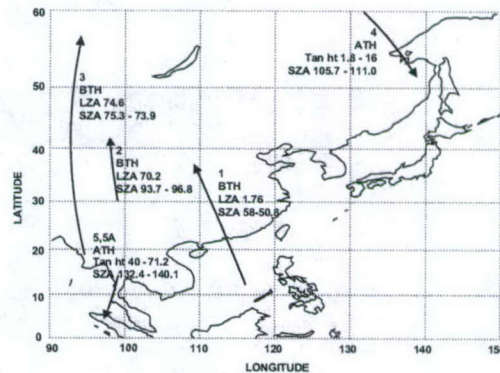 60
50
40
30
20
10
0
LATITUDE
90
100
110
120
130
140
150
LONGITUDE
4
ATH
Tan ht 1.8 - 16
SZA 105.7 - 111.0
3
BTH
LZA 74.6
SZA 75.3 - 73.9
2
BTH
LZA 70.2
SZA 93.7 - 96.8
1
BTH
LZA 1.76
SZA 58-50.8
5,5A
ATH
Tan ht 40 -71.2
SZA 132.4 - 140.1